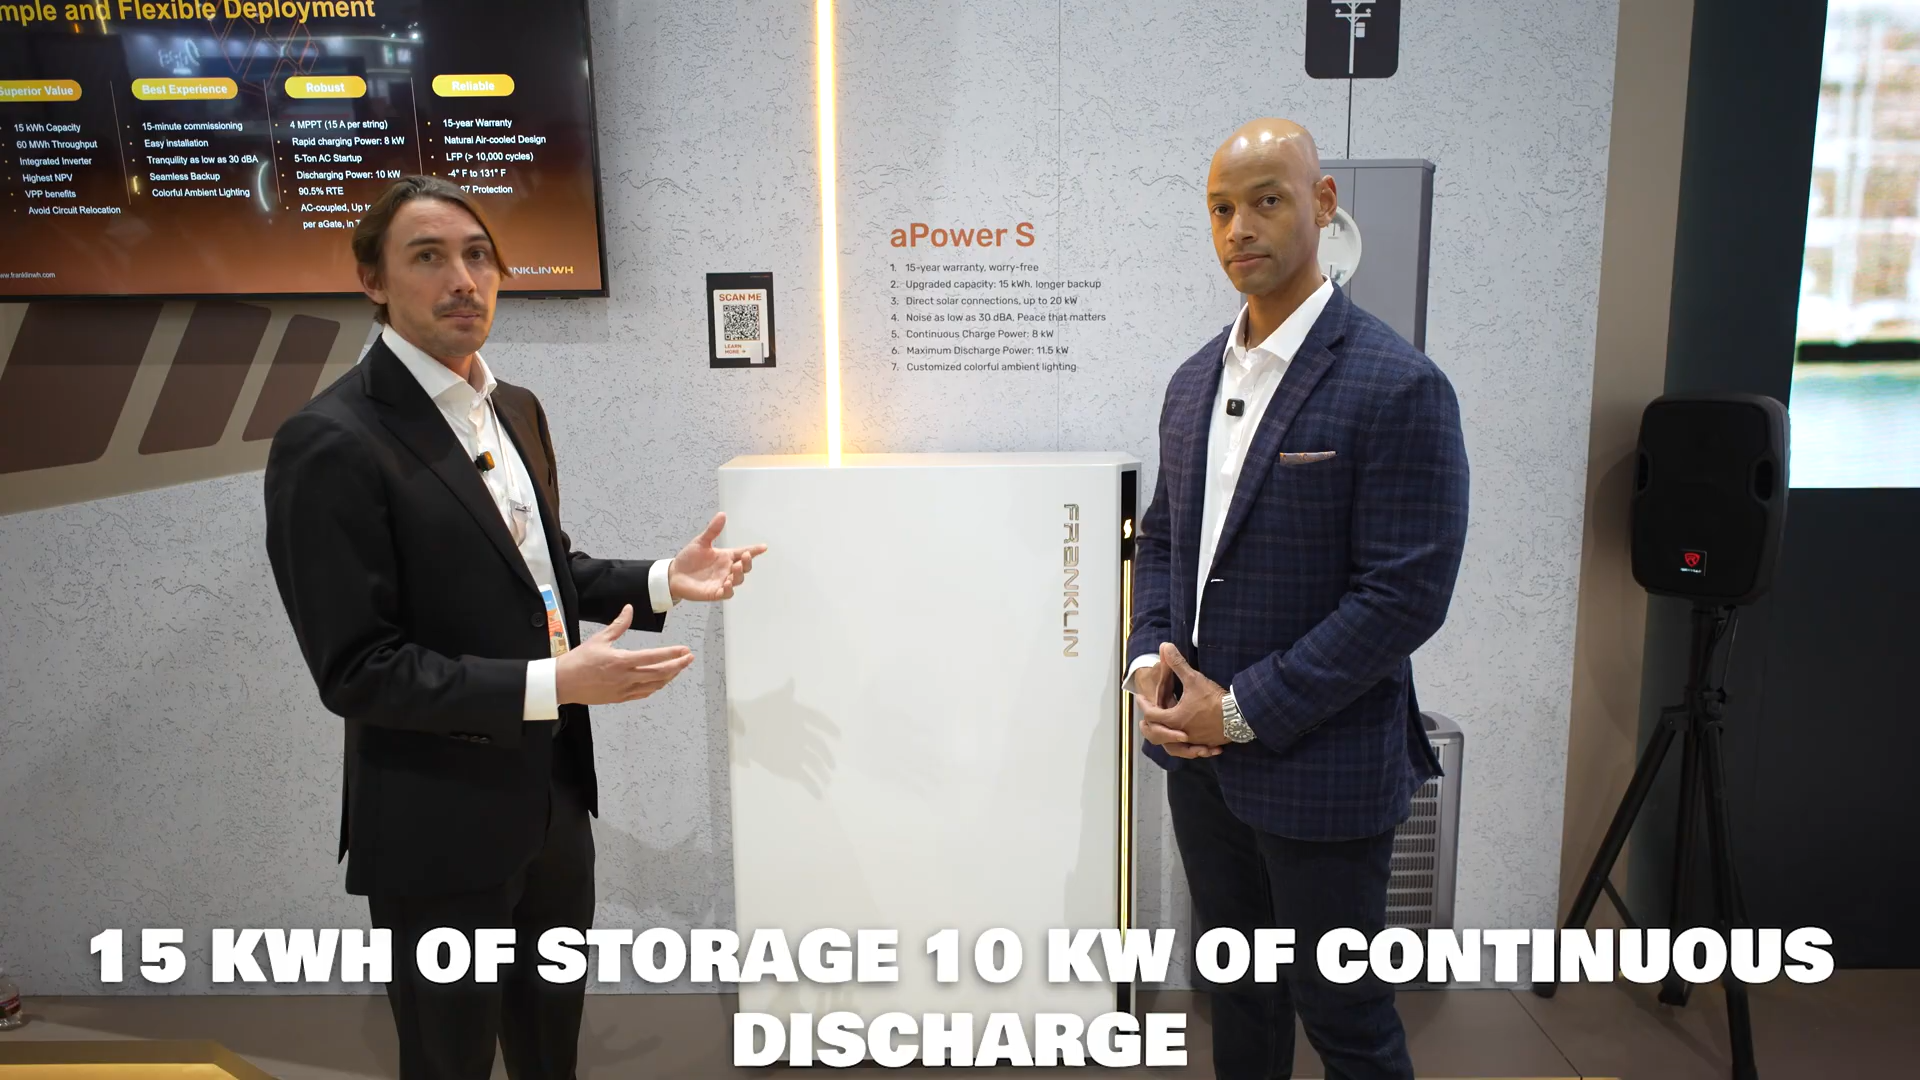 mple and Flexible Deployment
Superior Value
15 kWh Capacity
60 MWh Throughput
Integrated Inverter
Highest NPV
VPP benefits
Avoid Circuit Relocation
Best Experience
15-minute commissioning
Easy installation
Tranquility as low as 30 dBA
Seamless Backup
Colorful Ambient Lighting
Robust
4 MPPT (15 A per string)
Rapid charging Power: 8 kW
5-Ton AC Startup
Discharging Power: 10 kW
90.5% RTE
AC-coupled, Up to
per aGate, in
Reliable
15-year Warranty
Natural Air-cooled Design
LFP (> 10,000 cycles)
-4° F to 131° F
67 Protection
www.franklinwh.com
NKLINWH
SCAN ME
LEARN
MORE
aPower S
1. 15-year warranty, worry-free
2. Upgraded capacity: 15 kWh, longer backup
3. Direct solar connections, up to 20 kW
4. Noise as low as 30 dBA, Peace that matters
5. Continuous Charge Power: 8 kW
6. Maximum Discharge Power: 11.5 kW
7. Customized colorful ambient lighting
FRANKLIN
15 KWH OF STORAGE 10 KW OF CONTINUOUS
DISCHARGE